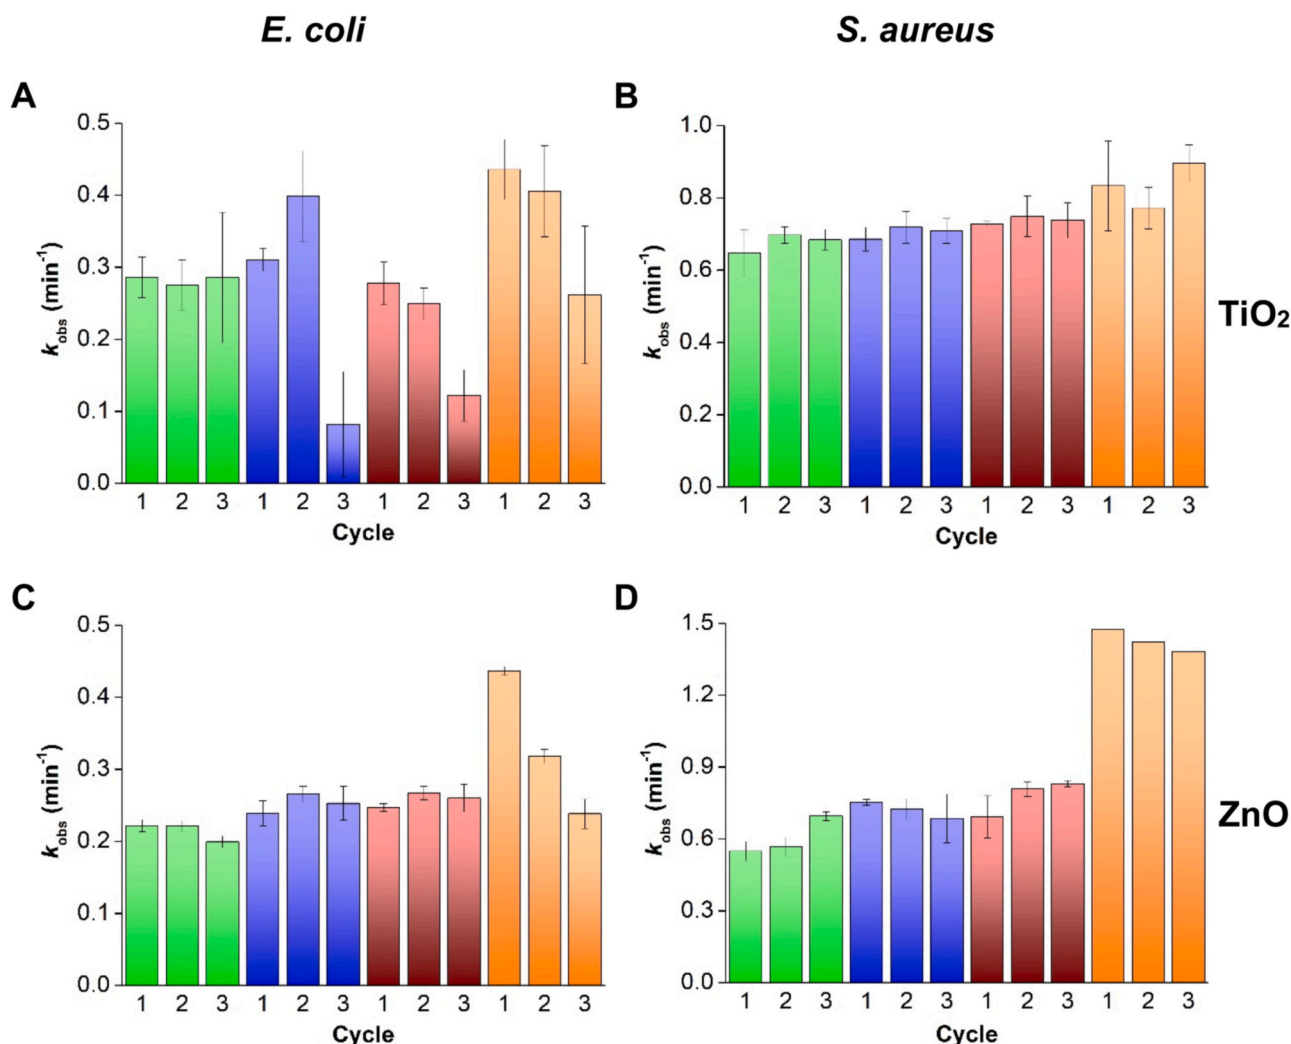 E. coli
S. aureus
A
0.5
0.4
0.3
0.2
0.1
0.0
kobs (min-1)
1 2 3 1 2 3 1 2 3 1 2 3
Cycle
B
1.0
0.8
0.6
0.4
0.2
0.0
kobs (min-1)
1 2 3 1 2 3 1 2 3 1 2 3
Cycle
TiO2
C
0.5
0.4
0.3
0.2
0.1
0.0
kobs (min-1)
1 2 3 1 2 3 1 2 3 1 2 3
Cycle
D
1.5
1.2
0.9
0.6
0.3
0.0
kobs (min-1)
1 2 3 1 2 3 1 2 3 1 2 3
Cycle
ZnO